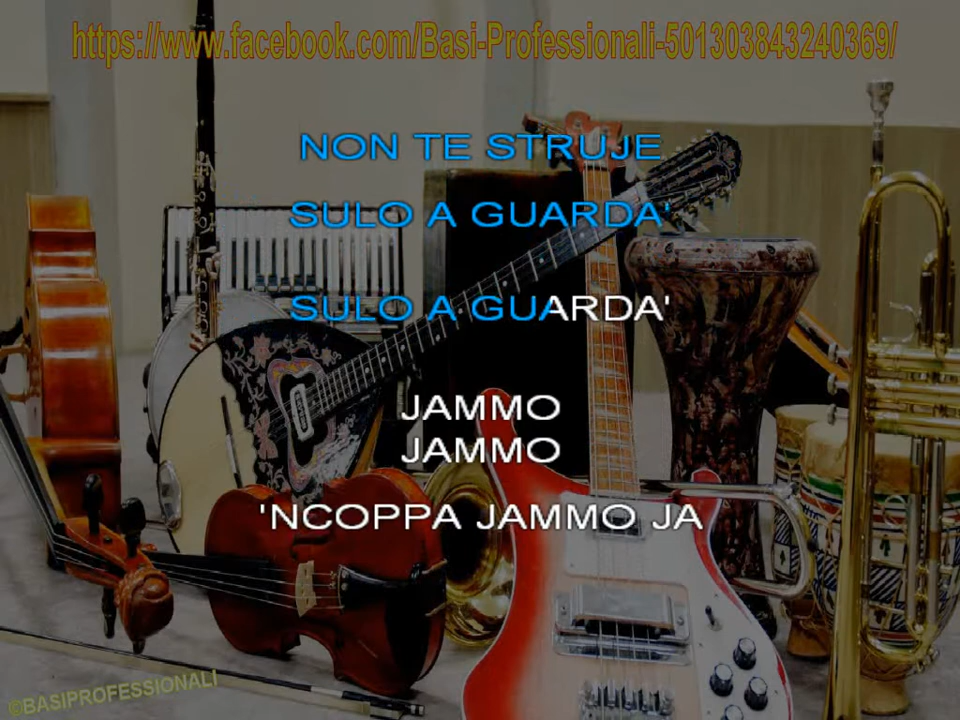 https://www.facebook.com/Basi-Professionali-501303843240369/
NON TE STRUJE
SULO A GUARDA'
SULO A GUARDA'
JAMMO
JAMMO
'NCOPPA JAMMO JA
©BASIPROFESSIONALI